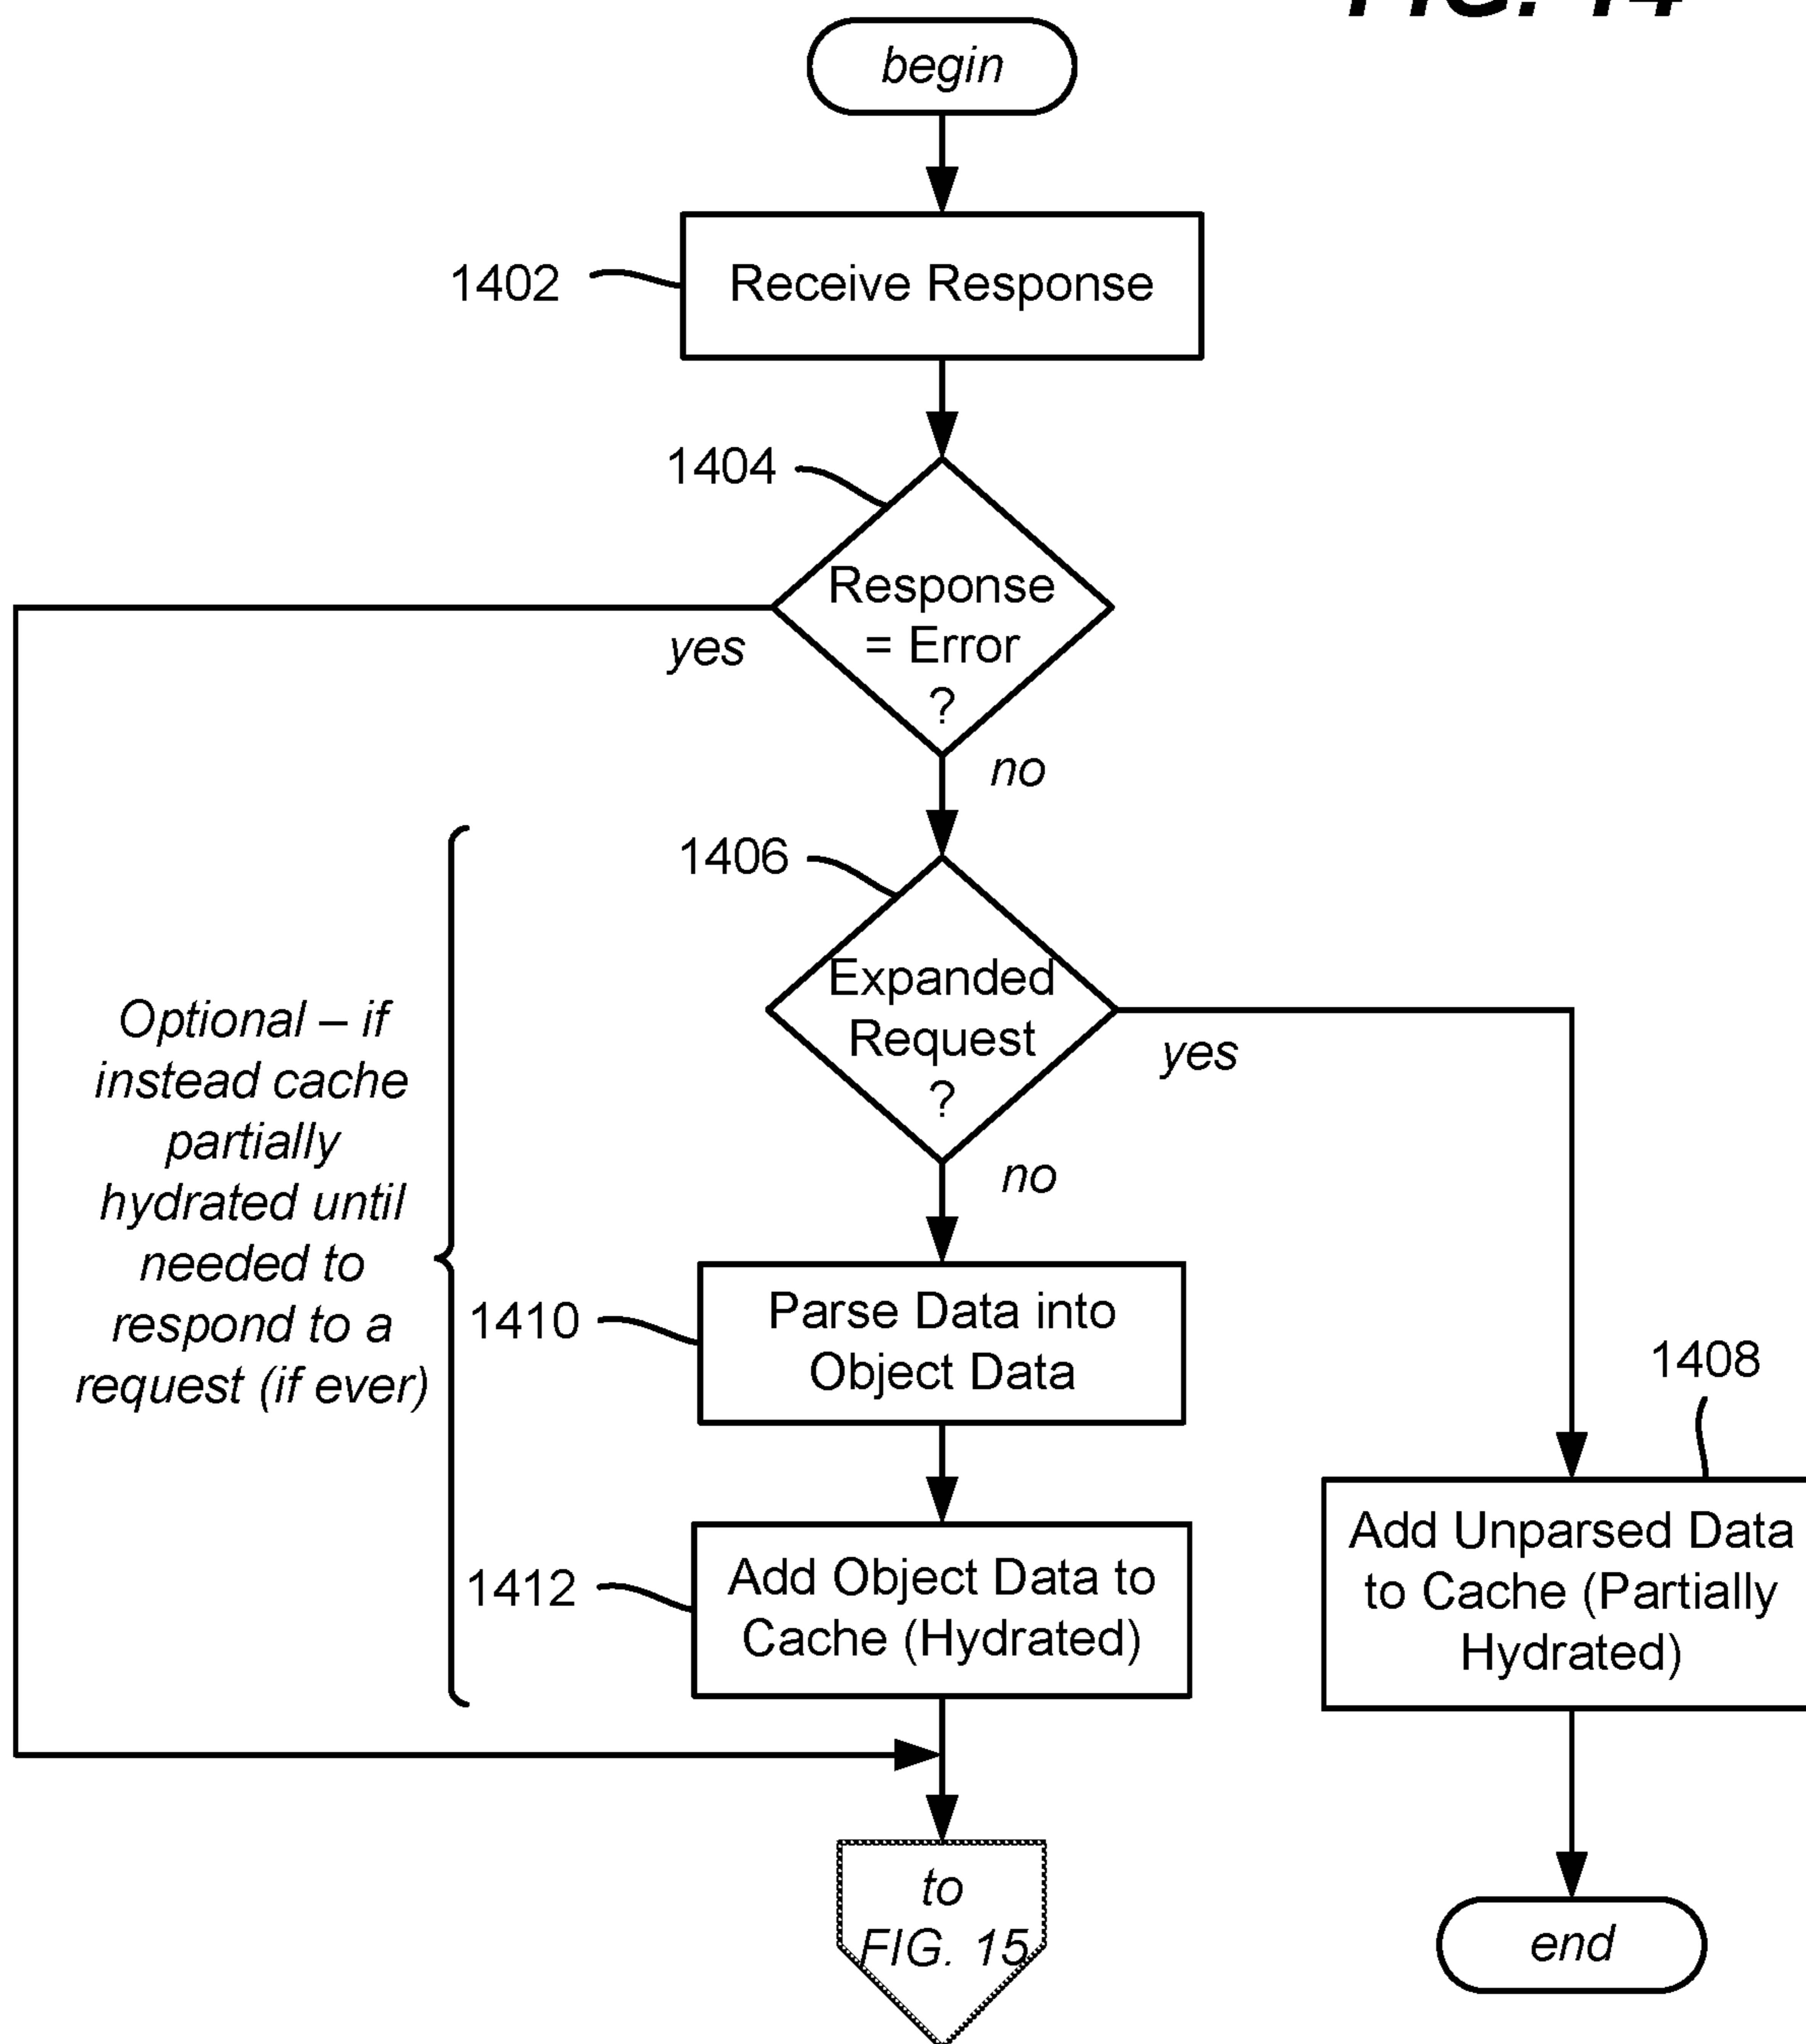 FIG. 14
begin
1402
Receive Response
1404
Response
= Error
?
yes
no
1406
Expanded
Request
?
yes
no
Optional – if
instead cache
partially
hydrated until
needed to
respond to a
request (if ever)
1410
Parse Data into
Object Data
1408
Add Unparsed Data
to Cache (Partially
Hydrated)
1412
Add Object Data to
Cache (Hydrated)
to
FIG. 15
end